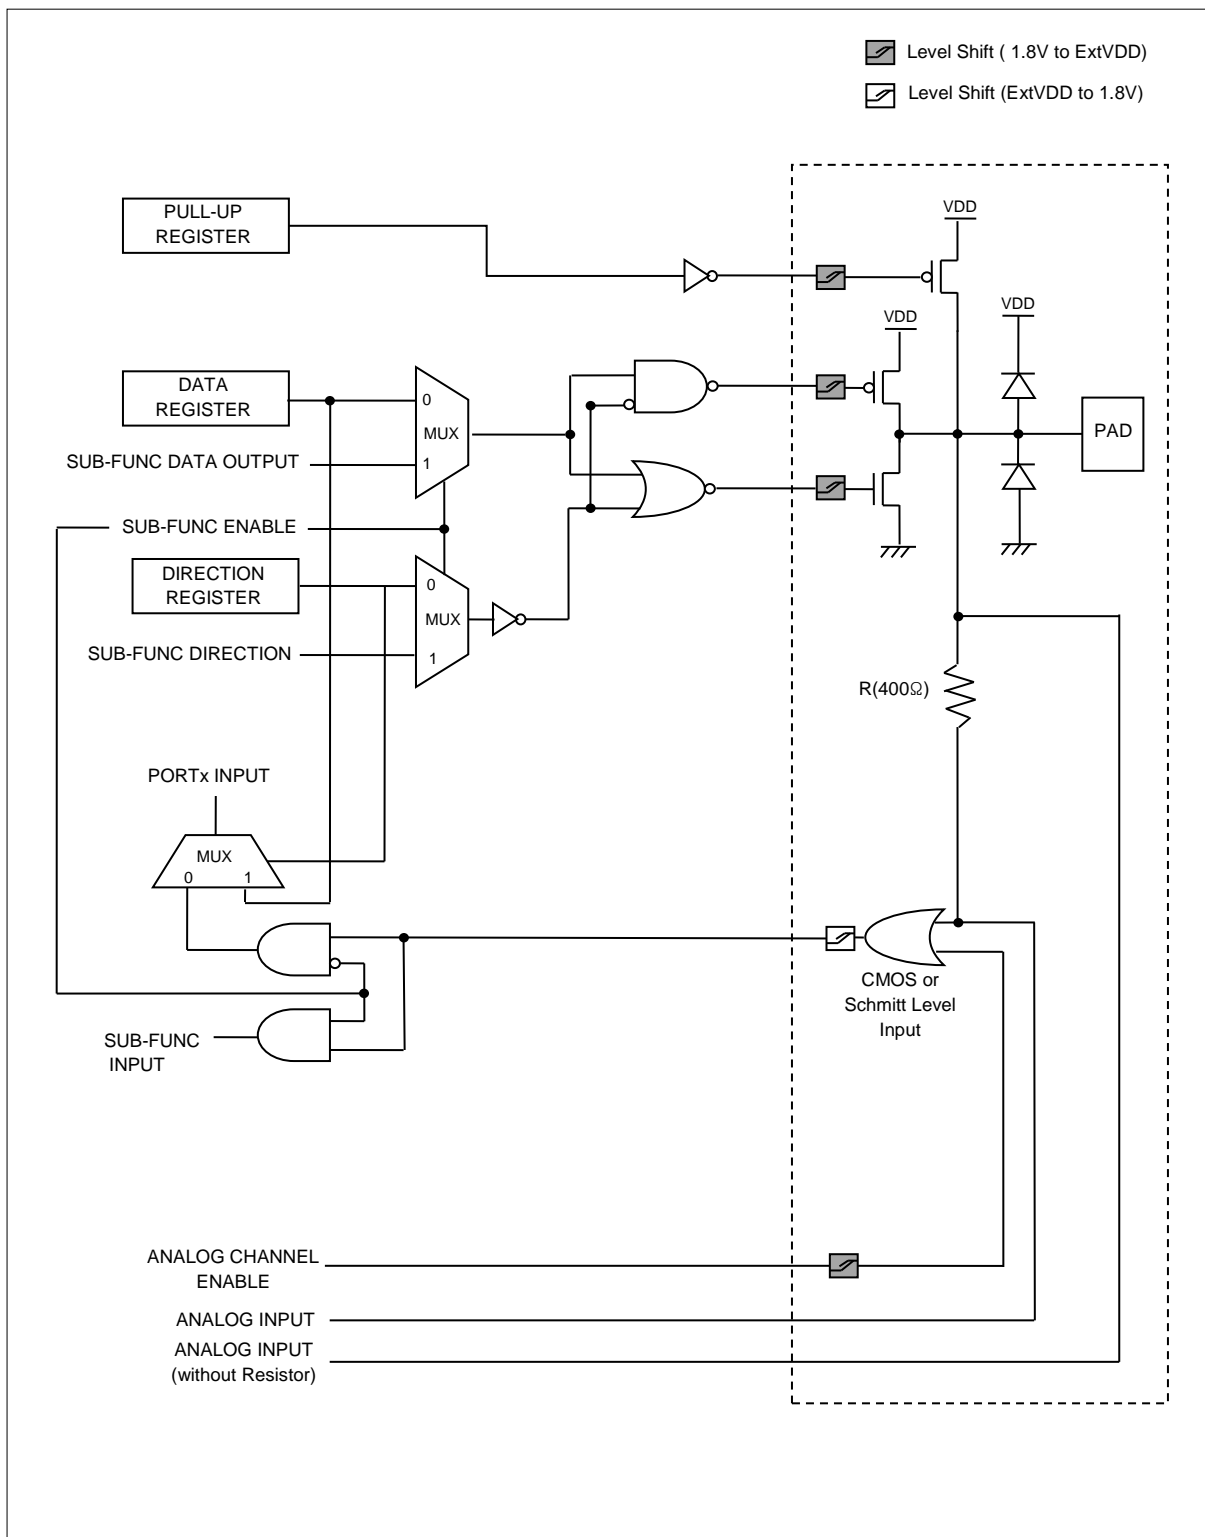 Level Shift ( 1.8V to ExtVDD)
Level Shift (ExtVDD to 1.8V)
PULL-UP
REGISTER
VDD
VDD
VDD
DATA
REGISTER
0
MUX
1
PAD
SUB-FUNC DATA OUTPUT
SUB-FUNC ENABLE
DIRECTION
REGISTER
0
MUX
1
SUB-FUNC DIRECTION
R(400Ω)
PORTx INPUT
MUX
0
1
CMOS or
Schmitt Level
Input
SUB-FUNC
INPUT
ANALOG CHANNEL
ENABLE
ANALOG INPUT
ANALOG INPUT
(without Resistor)